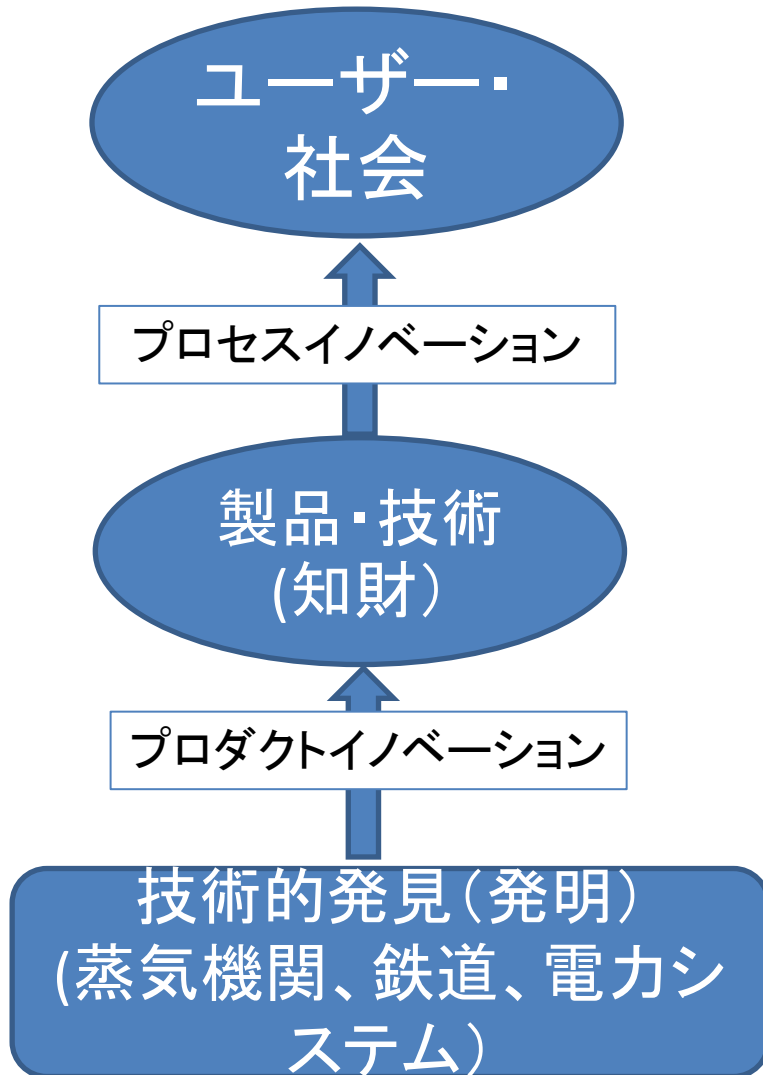 ユーザー・
社会
プロセスイノベーション
製品・技術
(知財）
プロダクトイノベーション
技術的発見（発明）
(蒸気機関、鉄道、電力シ
ステム）